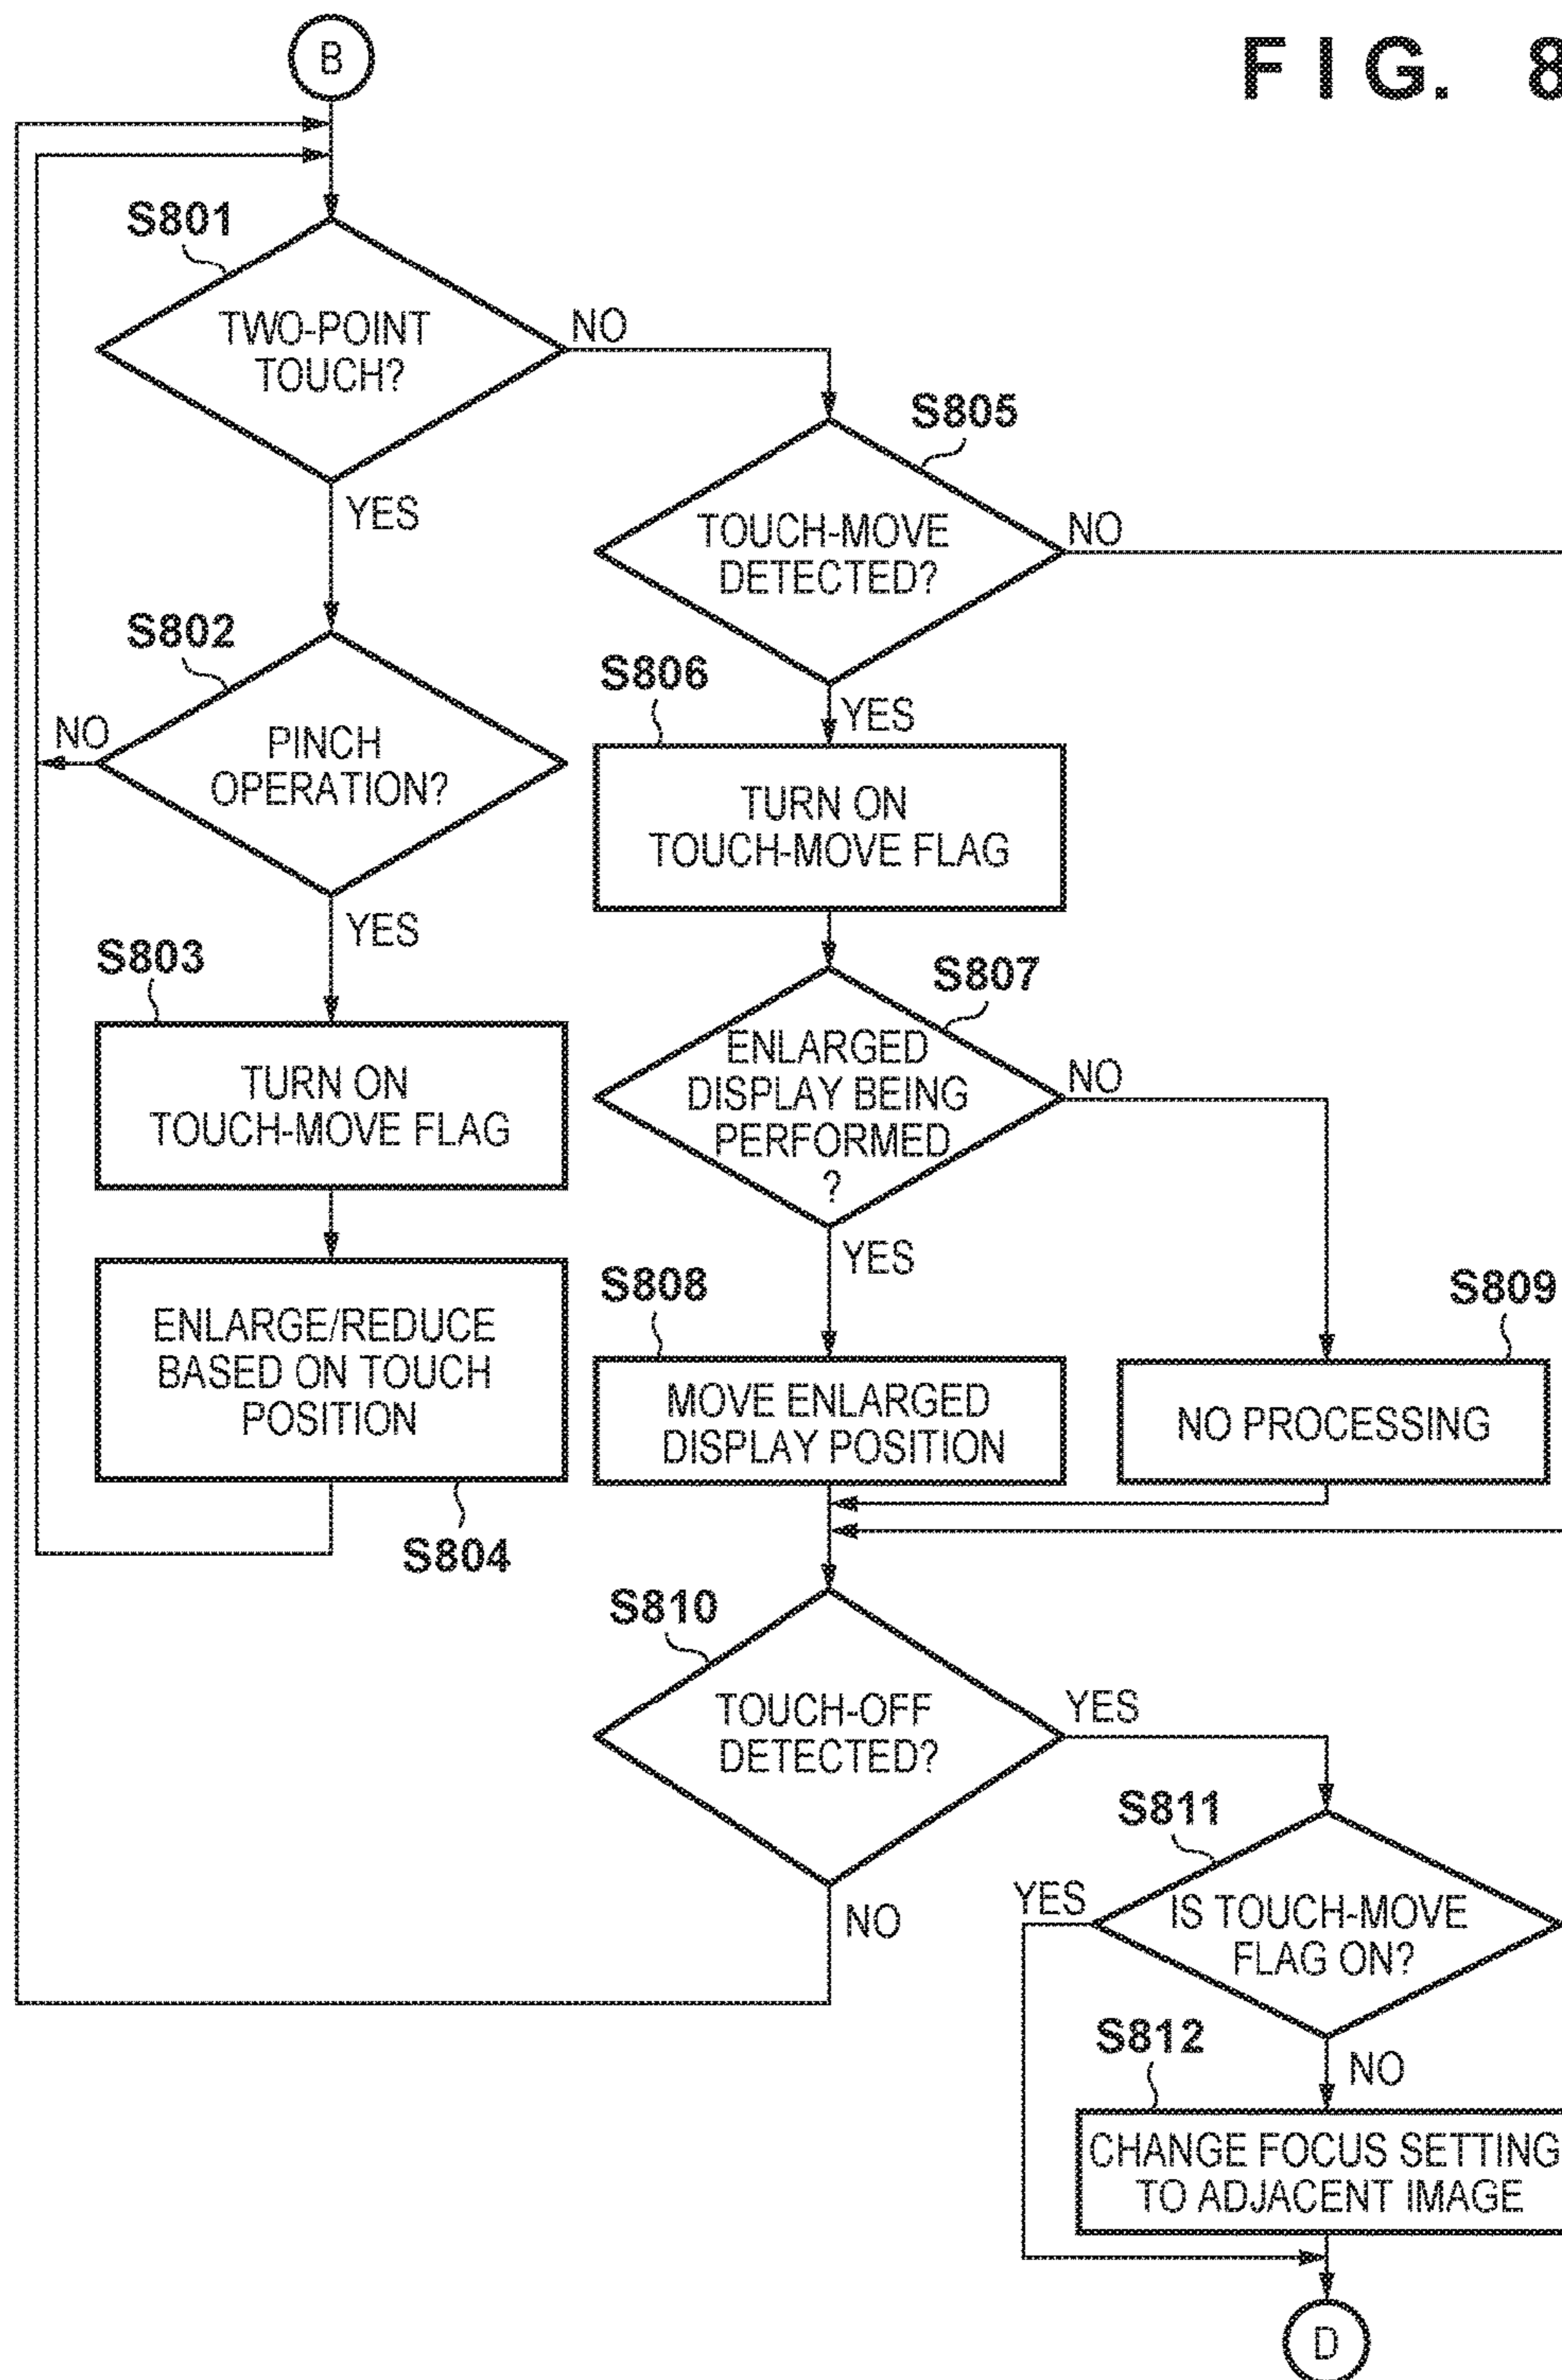 FIG. 8
B
S801
TWO-POINT
TOUCH?
NO
YES
S802
PINCH
OPERATION?
NO
YES
S803
TURN ON
TOUCH-MOVE FLAG
ENLARGE/REDUCE
BASED ON TOUCH
POSITION
S804
S805
TOUCH-MOVE
DETECTED?
NO
YES
S806
TURN ON
TOUCH-MOVE FLAG
S807
ENLARGED
DISPLAY BEING
PERFORMED
?
NO
YES
S808
MOVE ENLARGED
DISPLAY POSITION
S809
NO PROCESSING
S810
TOUCH-OFF
DETECTED?
YES
NO
S811
IS TOUCH-MOVE
FLAG ON?
YES
NO
S812
CHANGE FOCUS SETTING
TO ADJACENT IMAGE
D